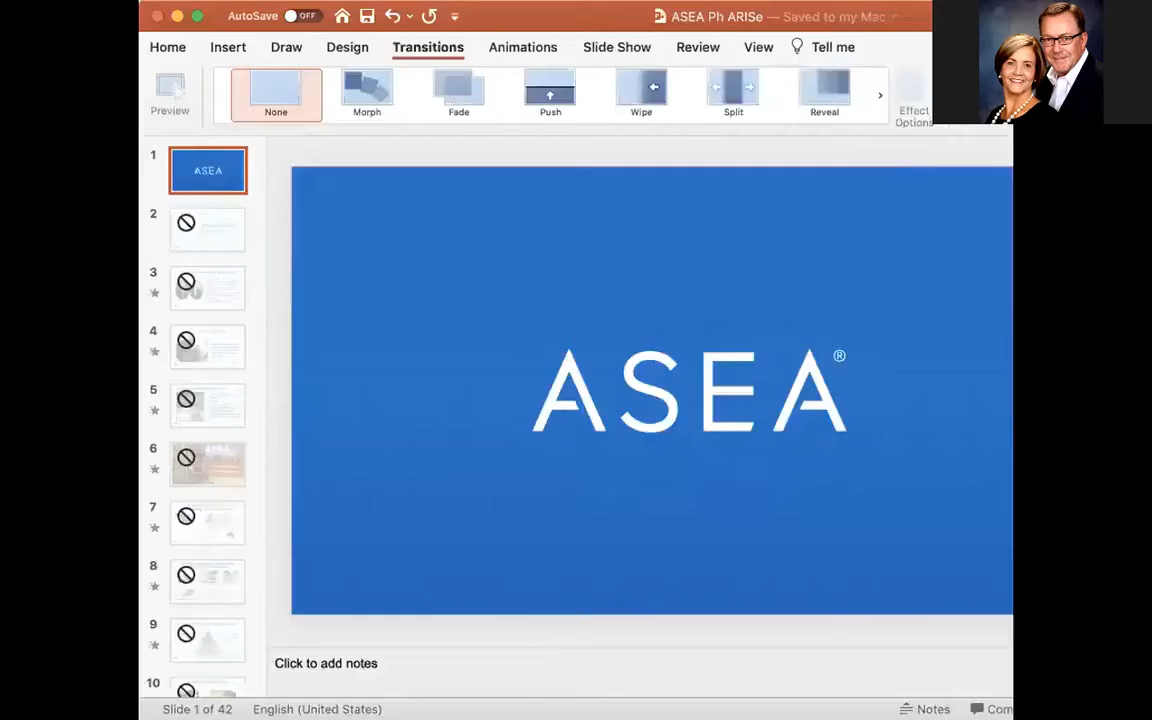 AutoSave OFF ASEA Ph ARISe — Saved to my Mac
Home Insert Draw Design Transitions Animations Slide Show Review View Tell me
Preview None Morph Fade Push Wipe Split Reveal Effect
Options
1 ASEA
2
3
4
5
6
7
8
9
10
ASEA®
Click to add notes
Slide 1 of 42 English (United States) Notes Com